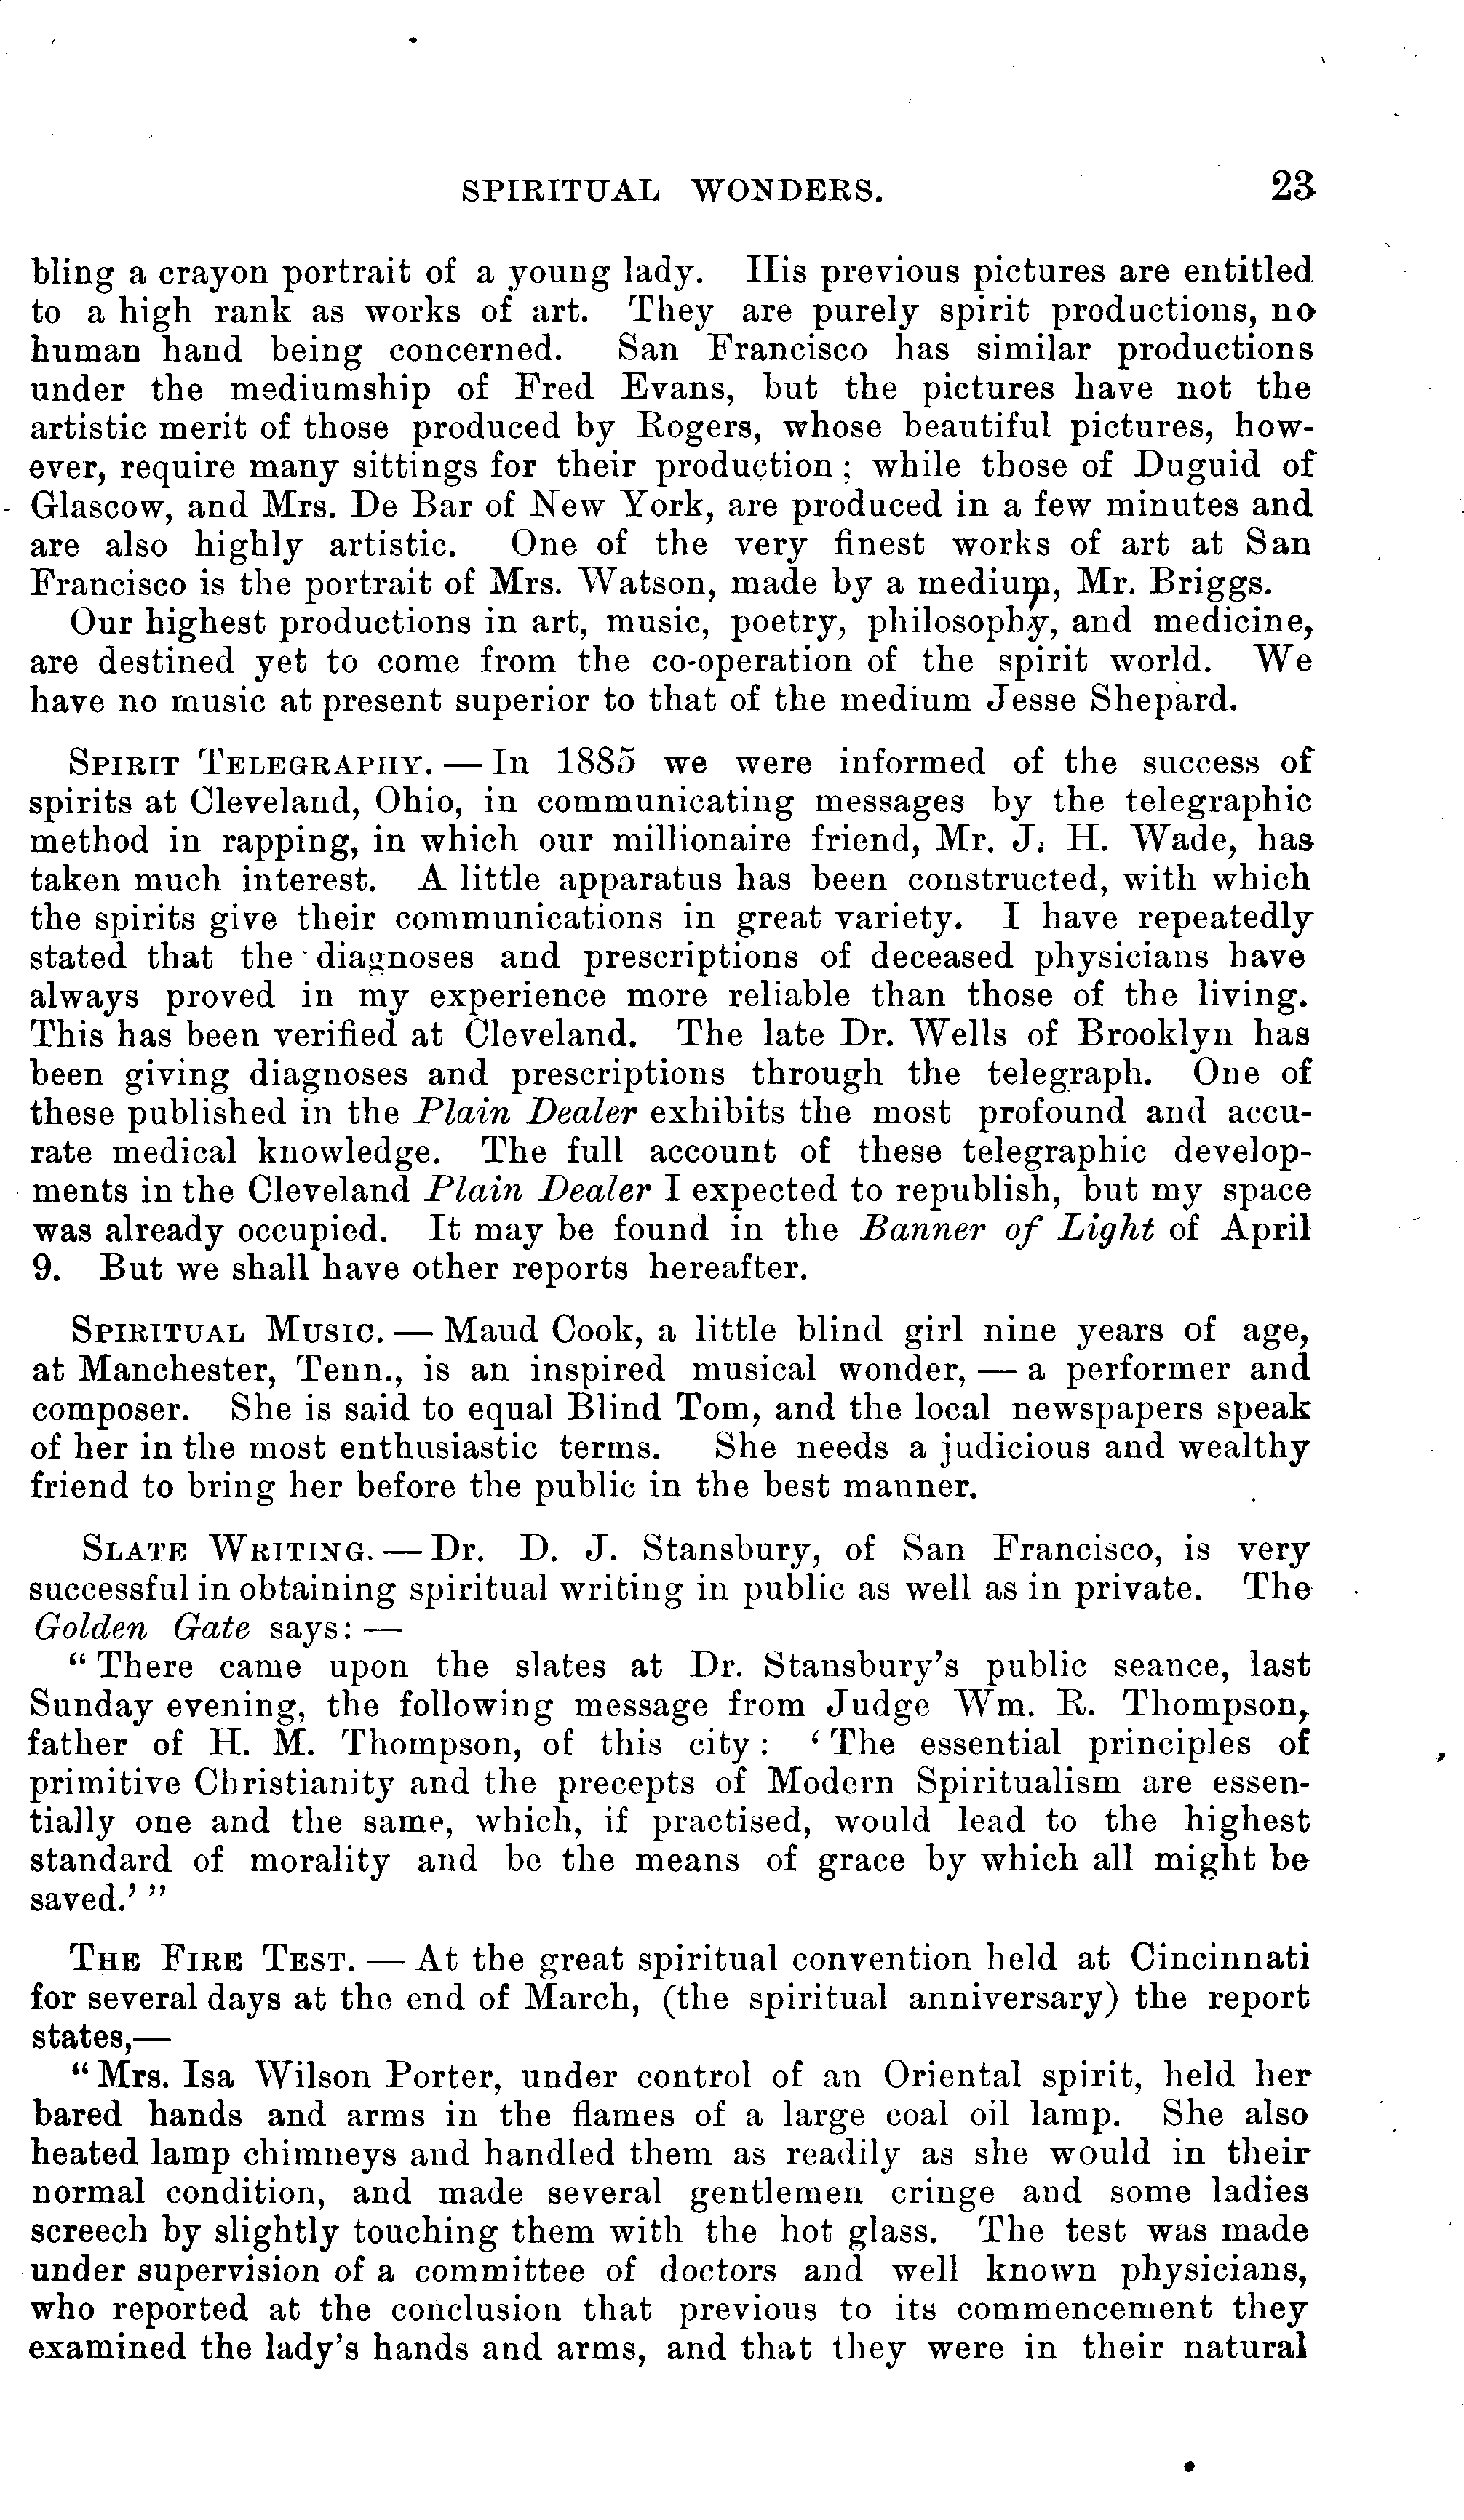 SPIRITUAL WONDERS. 23
bling a crayon portrait of a young lady. His previous pictures are entitled
to a high rank as works of art. They are purely spirit productions, no
human hand being concerned. San Francisco has similar productions
under the mediumship of Fred Evans, but the pictures have not the
artistic merit of those produced by Rogers, whose beautiful pictures, how-
ever, require many sittings for their production; while those of Duguid of
Glascow, and Mrs. De Bar of New York, are produced in a few minutes and
are also highly artistic. One of the very finest works of art at San
Francisco is the portrait of Mrs. Watson, made by a medium, Mr. Briggs.
Our highest productions in art, music, poetry, philosophy, and medicine,
are destined yet to come from the co-operation of the spirit world. We
have no music at present superior to that of the medium Jesse Shepard.
SPIRIT TELEGRAPHY. — In 1885 we were informed of the success of
spirits at Cleveland, Ohio, in communicating messages by the telegraphic
method in rapping, in which our millionaire friend, Mr. J. H. Wade, has
taken much interest. A little apparatus has been constructed, with which
the spirits give their communications in great variety. I have repeatedly
stated that the diagnoses and prescriptions of deceased physicians have
always proved in my experience more reliable than those of the living.
This has been verified at Cleveland. The late Dr. Wells of Brooklyn has
been giving diagnoses and prescriptions through the telegraph. One of
these published in the Plain Dealer exhibits the most profound and accu-
rate medical knowledge. The full account of these telegraphic develop-
ments in the Cleveland Plain Dealer I expected to republish, but my space
was already occupied. It may be found in the Banner of Light of April
9. But we shall have other reports hereafter.
SPIRITUAL MUSIC. — Maud Cook, a little blind girl nine years of age,
at Manchester, Tenn., is an inspired musical wonder, — a performer and
composer. She is said to equal Blind Tom, and the local newspapers speak
of her in the most enthusiastic terms. She needs a judicious and wealthy
friend to bring her before the public in the best manner.
SLATE WRITING. — Dr. D. J. Stansbury, of San Francisco, is very
successful in obtaining spiritual writing in public as well as in private. The
Golden Gate says: —
“There came upon the slates at Dr. Stansbury’s public seance, last
Sunday evening, the following message from Judge Wm. R. Thompson,
father of H. M. Thompson, of this city: ‘The essential principles of
primitive Christianity and the precepts of Modern Spiritualism are essen-
tially one and the same, which, if practised, would lead to the highest
standard of morality and be the means of grace by which all might be
saved.’”
THE FIRE TEST. — At the great spiritual convention held at Cincinnati
for several days at the end of March, (the spiritual anniversary) the report
states,—
“Mrs. Isa Wilson Porter, under control of an Oriental spirit, held her
bared hands and arms in the flames of a large coal oil lamp. She also
heated lamp chimneys and handled them as readily as she would in their
normal condition, and made several gentlemen cringe and some ladies
screech by slightly touching them with the hot glass. The test was made
under supervision of a committee of doctors and well known physicians,
who reported at the conclusion that previous to its commencement they
examined the lady’s hands and arms, and that they were in their natural